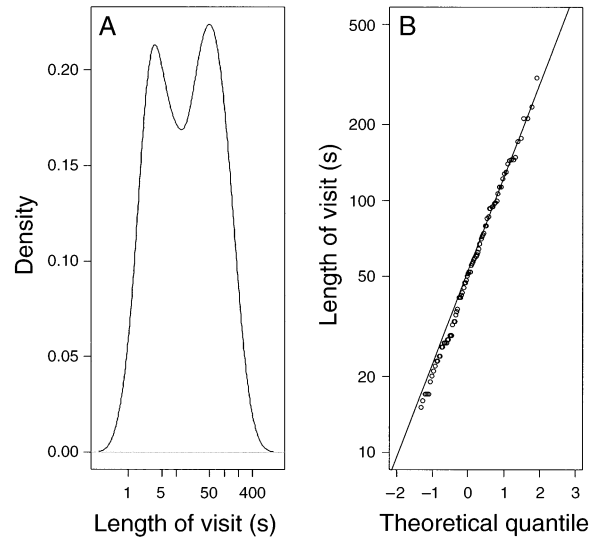 A
0.20
0.15
0.10
0.05
0.00
Density
1 5 50 400
Length of visit (s)
B
500
200
100
50
20
10
Length of visit (s)
−2 −1 0 1 2 3
Theoretical quantile